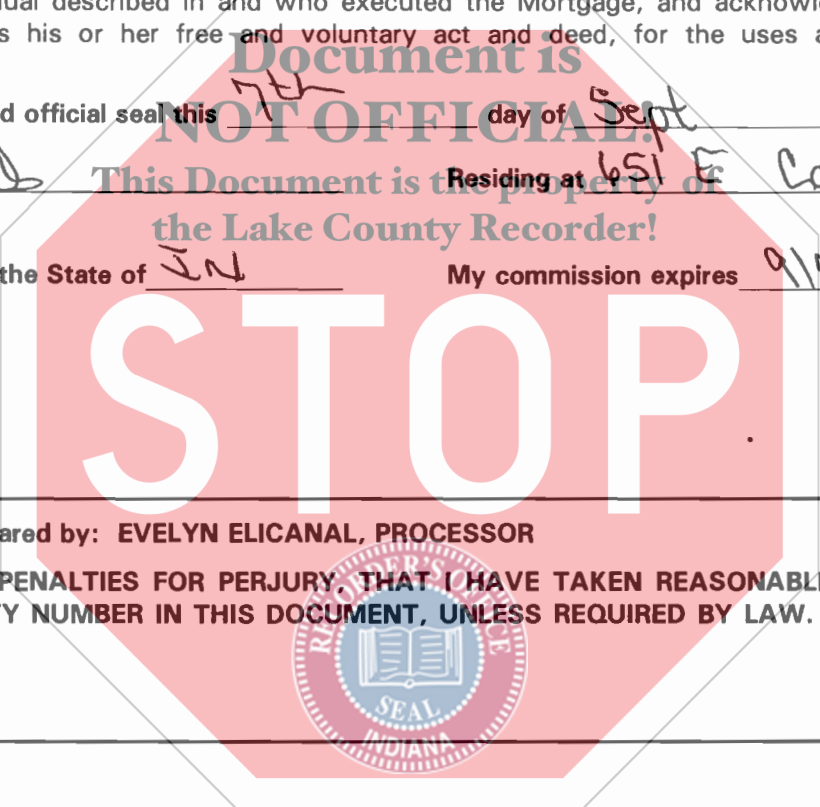 dual described in and who executed the Mortgage, and acknowl
s his or her free and voluntary act and deed, for the uses a
Document is
d official seal this 7th day of Sept
NOT OFFICIAL!
Residing at 651 E Co
This Document is the property of
the Lake County Recorder!
the State of IN My commission expires 9/
STOP
ared by: EVELYN ELICANAL, PROCESSOR
PENALTIES FOR PERJURY, THAT I HAVE TAKEN REASONABLE
TY NUMBER IN THIS DOCUMENT, UNLESS REQUIRED BY LAW.
RECORDER'S OFFICE
SEAL
INDIANA